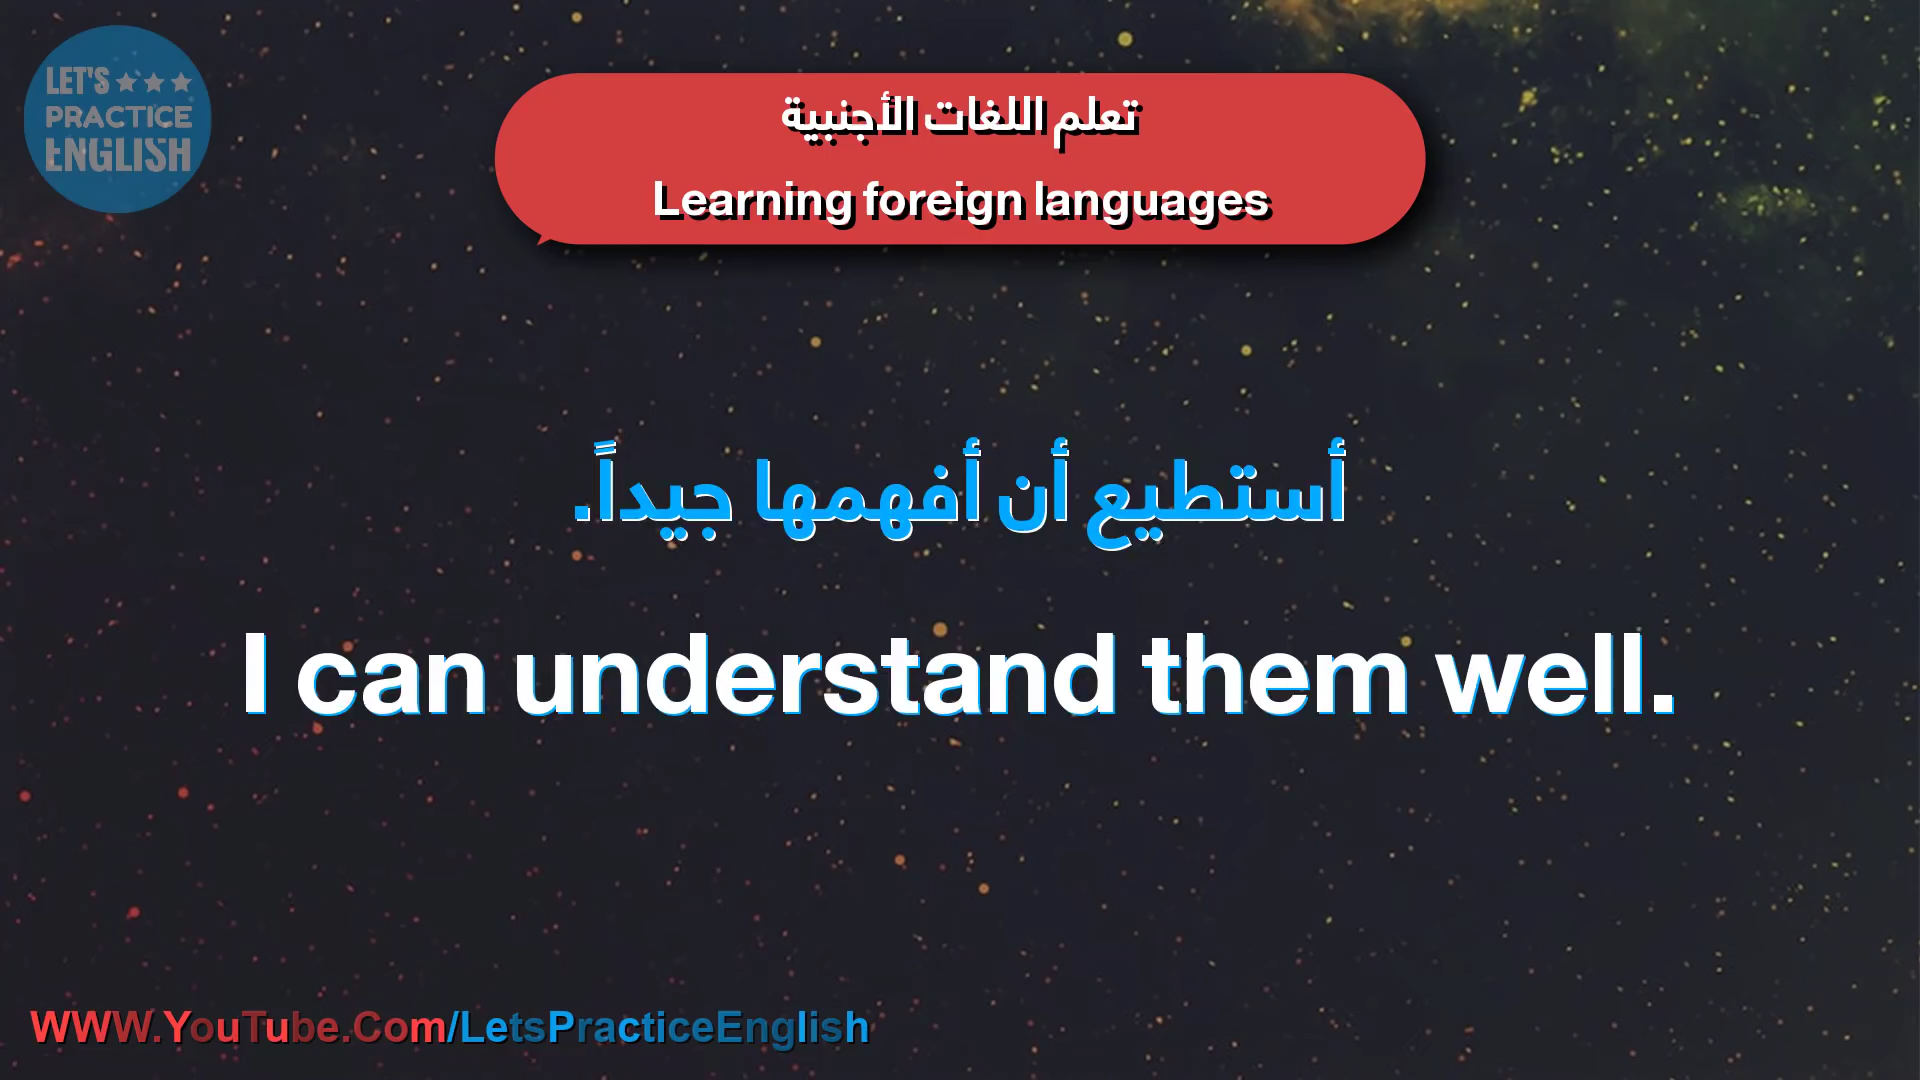 LET'S
PRACTICE
ENGLISH
تعلم اللغات الأجنبية
Learning foreign languages
أستطيع أن أفهمها جيداً.
I can understand them well.
WWW.YouTube.Com/LetsPracticeEnglish